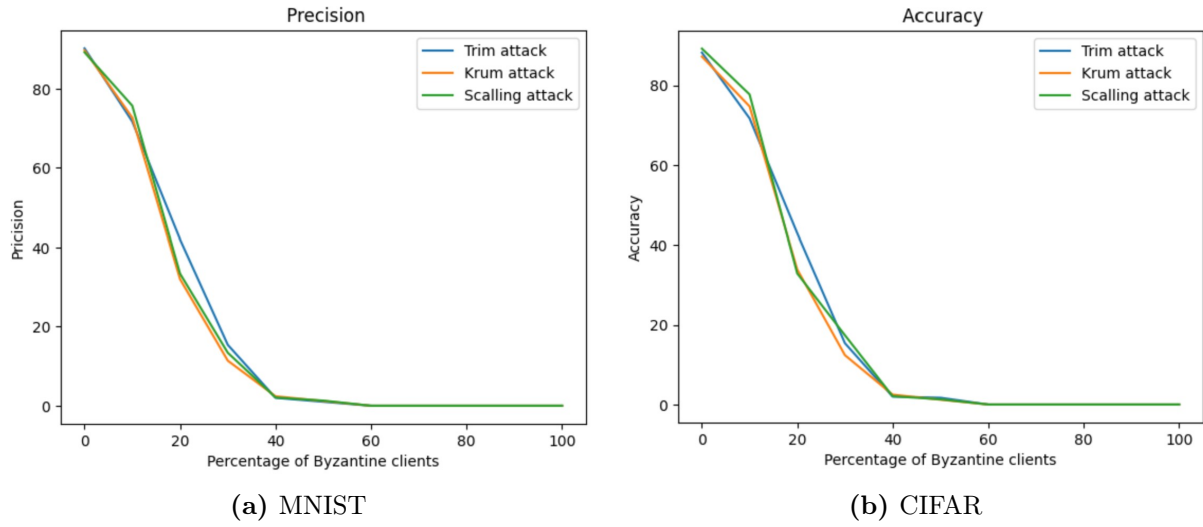 Precision
Trim attack
Krum attack
Scalling attack
Pricision
80
60
40
20
0
0 20 40 60 80 100
Percentage of Byzantine clients
(a) MNIST
Accuracy
Trim attack
Krum attack
Scalling attack
Accuracy
80
60
40
20
0
0 20 40 60 80 100
Percentage of Byzantine clients
(b) CIFAR